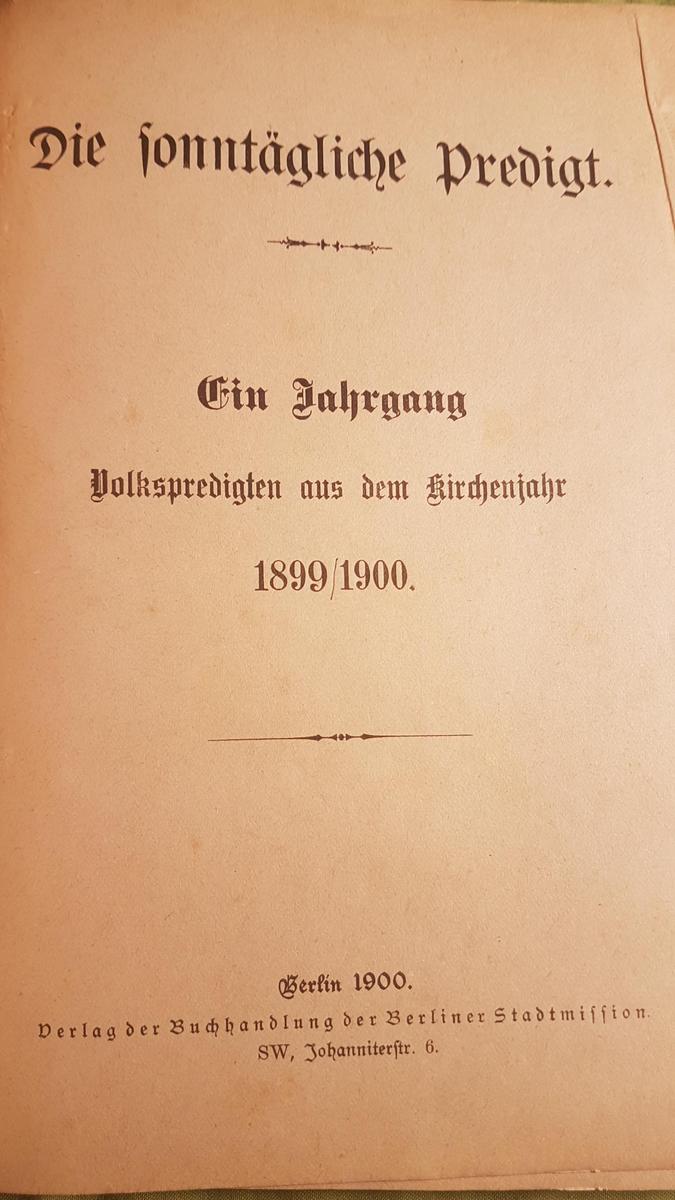 Die ſonntägliche Predigt.
Ein Jahrgang
Volkspredigten aus dem Kirchenjahr
1899/1900.
Berlin 1900.
Verlag der Buchhandlung der Berliner Stadtmiſſion.
SW, Johanniterſtr. 6.